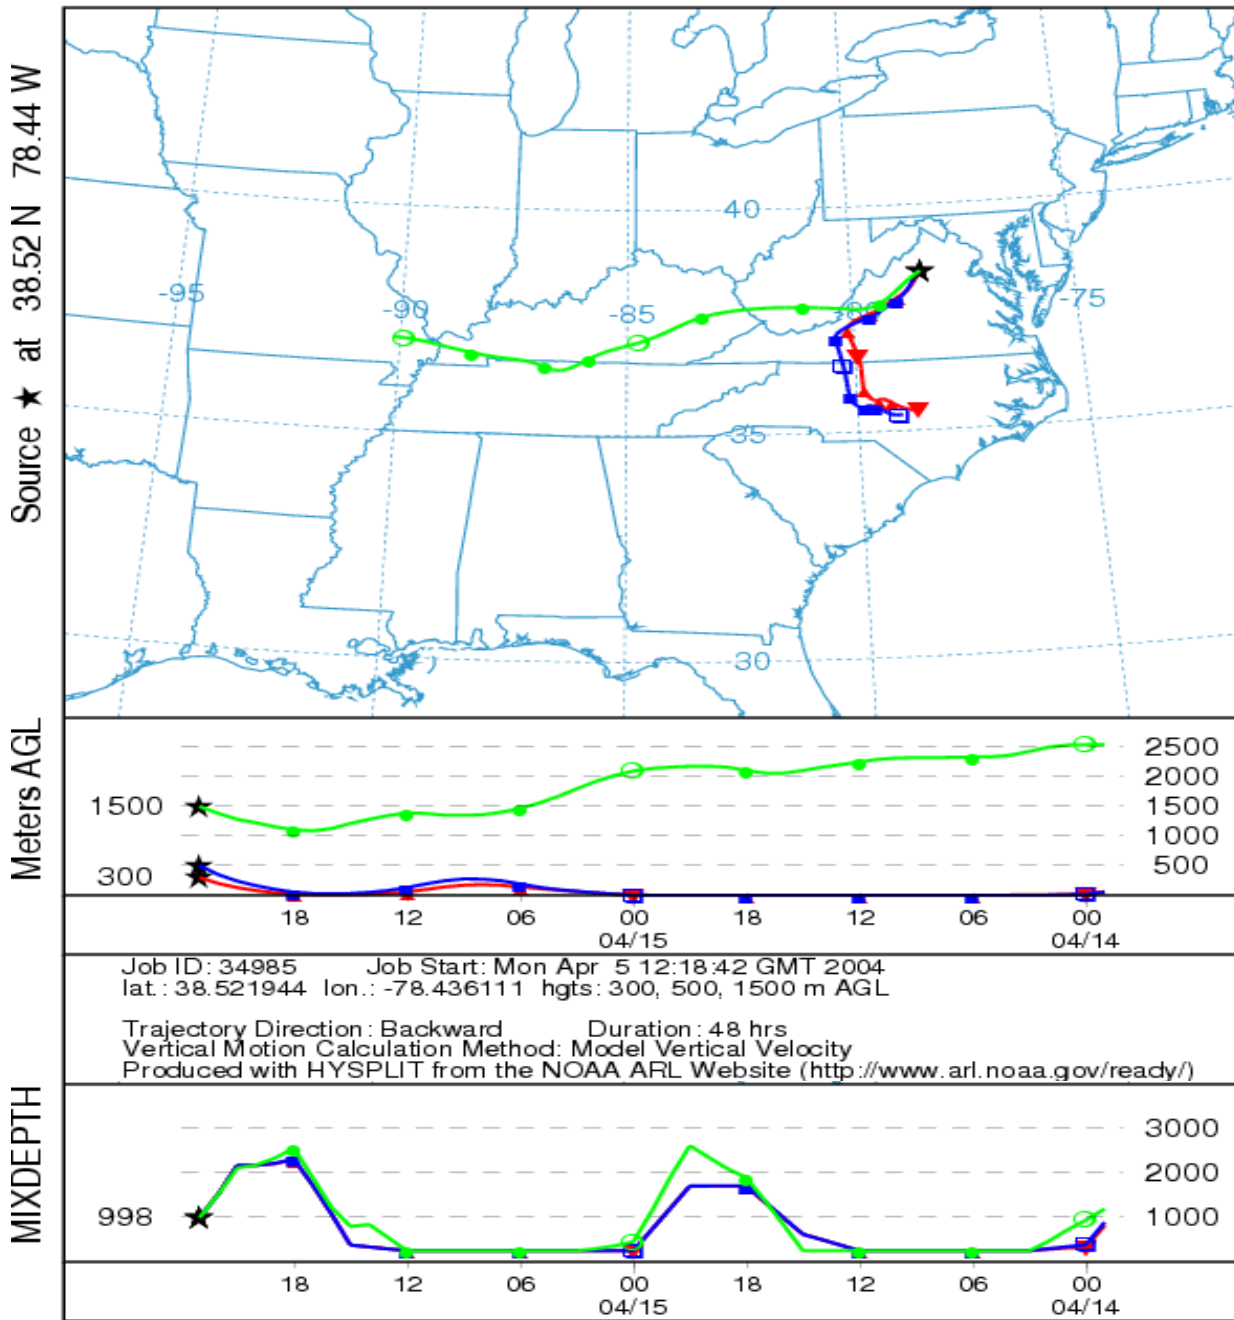 Source ★ at 38.52 N 78.44 W
40
-95
-90
-85
-80
-75
35
30
Meters AGL
1500
300
2500
2000
1500
1000
500
18 12 06 00 18 12 06 00
04/15 04/14
Job ID: 34985 Job Start: Mon Apr 5 12:18:42 GMT 2004
lat.: 38.521944 lon.: -78.436111 hgts: 300, 500, 1500 m AGL
Trajectory Direction: Backward Duration: 48 hrs
Vertical Motion Calculation Method: Model Vertical Velocity
Produced with HYSPLIT from the NOAA ARL Website (http://www.arl.noaa.gov/ready/)
MIXDEPTH
998
3000
2000
1000
18 12 06 00 18 12 06 00
04/15 04/14